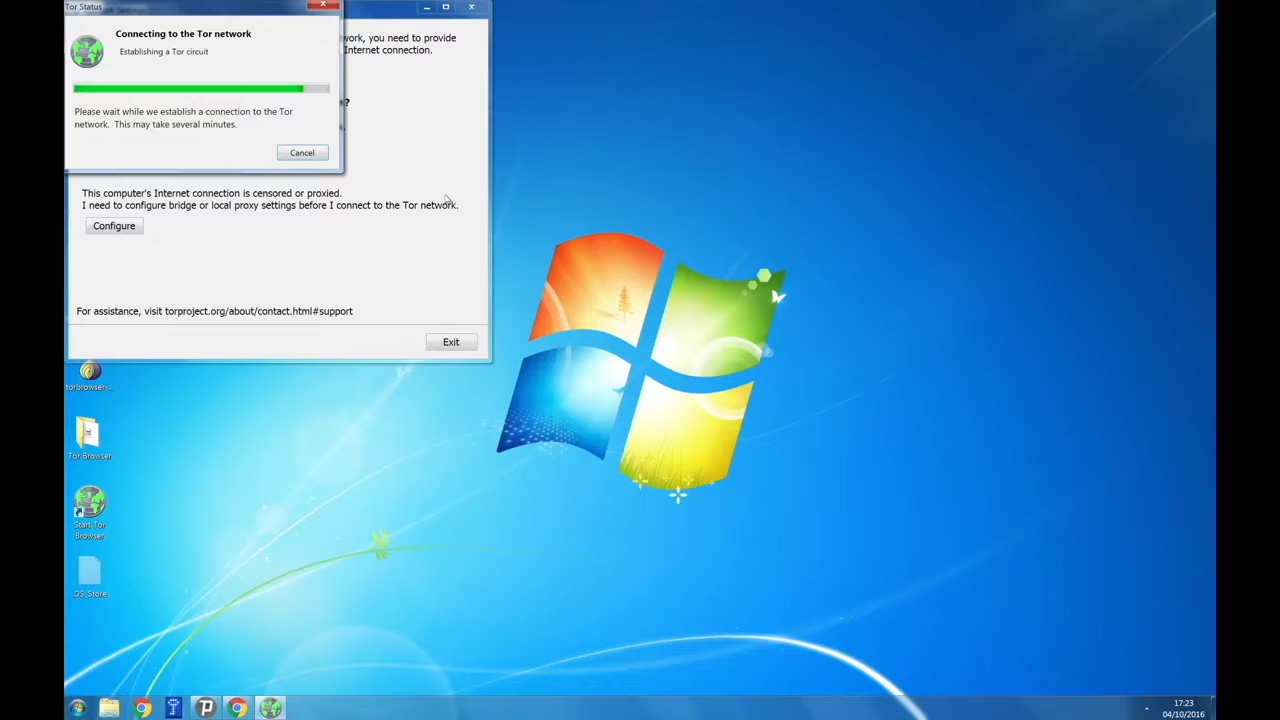 Tor Status
Connecting to the Tor network
Establishing a Tor circuit
Please wait while we establish a connection to the Tor
network. This may take several minutes.
Cancel
work, you need to provide
Internet connection.
?
This computer's Internet connection is censored or proxied.
I need to configure bridge or local proxy settings before I connect to the Tor network.
Configure
For assistance, visit torproject.org/about/contact.html#support
Exit
torbrowser-...
Tor Browser
Start Tor
Browser
.DS_Store
17:23
04/10/2016